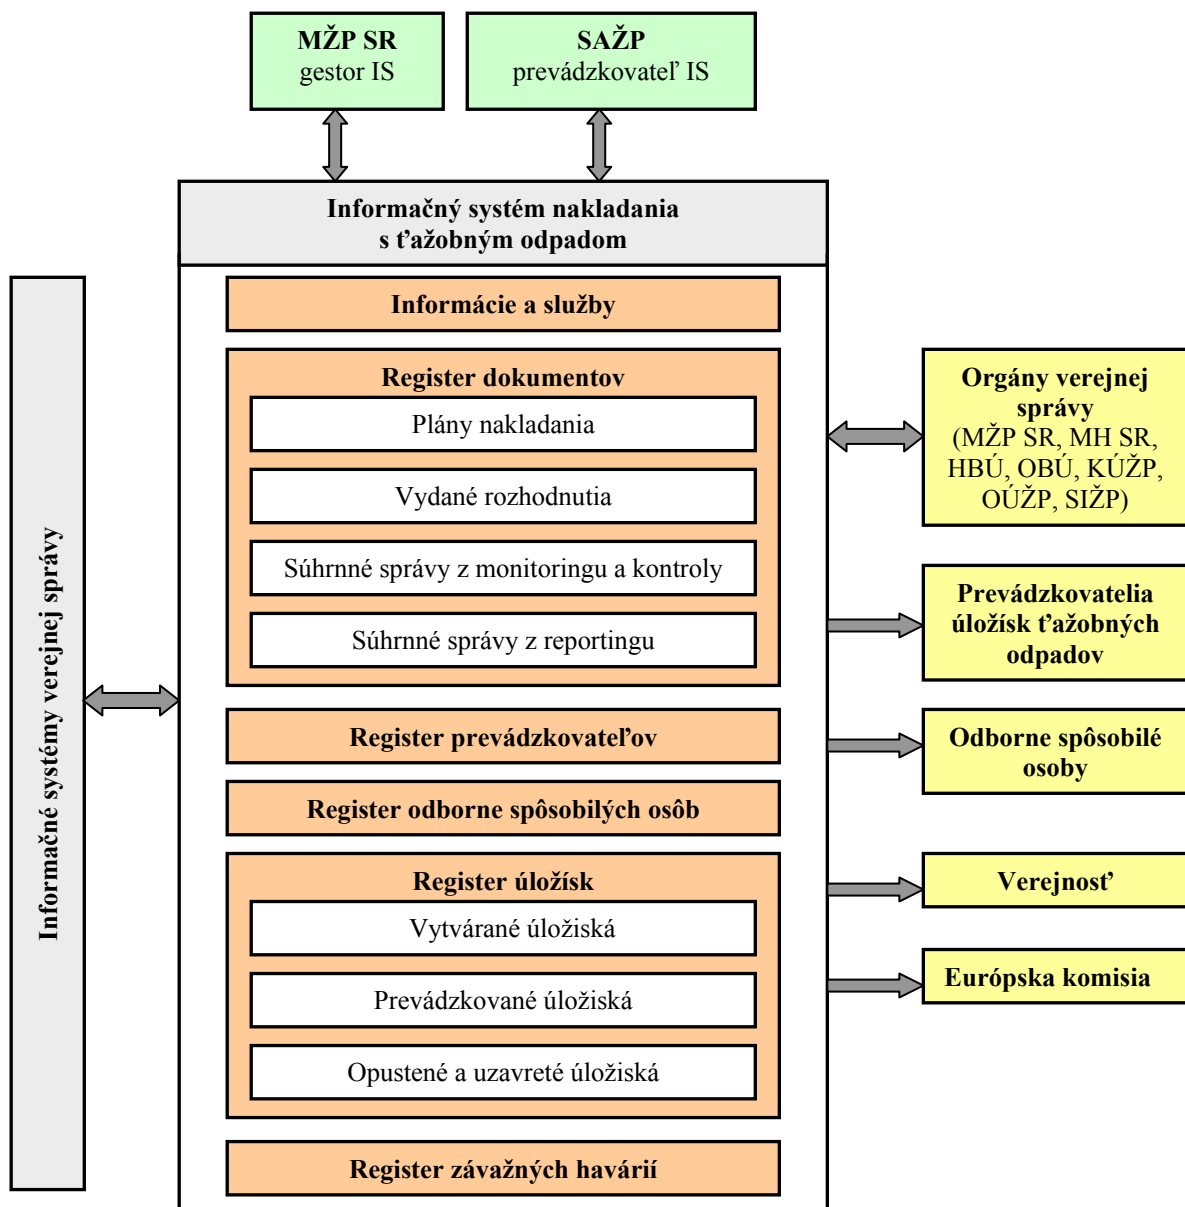 MŽP SR
gestor IS
SAŽP
prevádzkovateľ IS
Informačný systém nakladania
s ťažobným odpadom
Informačné systémy verejnej správy
Informácie a služby
Register dokumentov
Plány nakladania
Vydané rozhodnutia
Súhrnné správy z monitoringu a kontroly
Súhrnné správy z reportingu
Register prevádzkovateľov
Register odborne spôsobilých osôb
Register úložísk
Vytvárané úložiská
Prevádzkované úložiská
Opustené a uzavreté úložiská
Register závažných havárií
Orgány verejnej
správy
(MŽP SR, MH SR,
HBÚ, OBÚ, KÚŽP,
OÚŽP, SIŽP)
Prevádzkovatelia
úložísk ťažobných
odpadov
Odborne spôsobilé
osoby
Verejnosť
Európska komisia